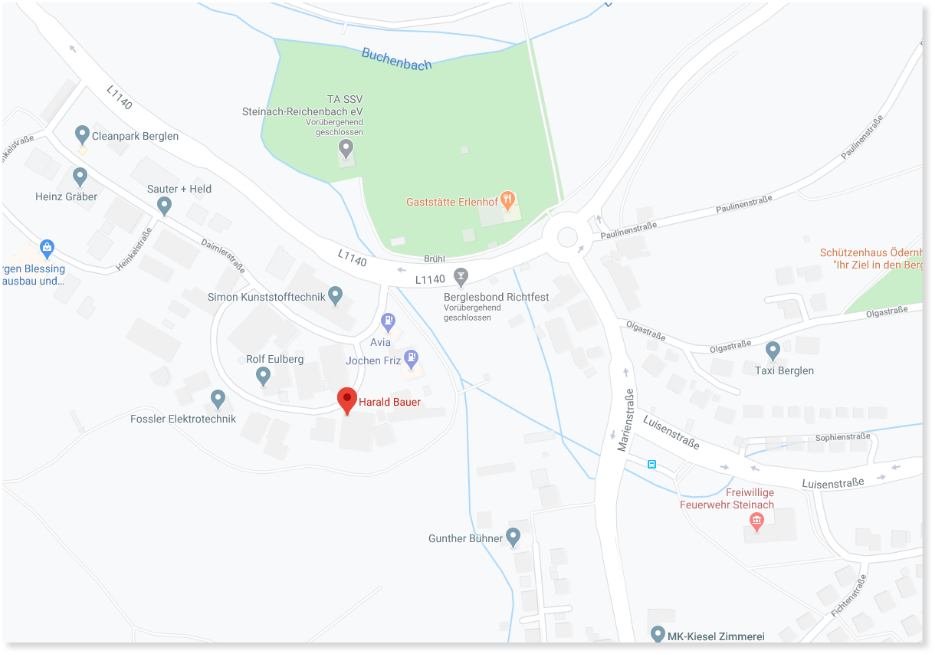 Buchenbach
L1140
TA SSV
Steinach-Reichenbach eV
Vorübergehend
geschlossen
Cleanpark Berglen
Paulinenstraße
Heinz Gräber
Sauter + Held
Gaststätte Erlenhof
Paulinenstraße
Paulinenstraße
Heinkelstraße
Daimlerstraße
L1140
Brühl
L1140
rgen Blessing
ausbau und...
Schützenhaus Ödernh
"Ihr Ziel in den Berg
Simon Kunststofftechnik
Berglesbond Richtfest
Vorübergehend
geschlossen
Olgastraße
Olgastraße
Olgastraße
Avia
Jochen Friz
Rolf Eulberg
Taxi Berglen
Harald Bauer
Fossler Elektrotechnik
Marienstraße
Luisenstraße
Sophienstraße
Luisenstraße
Freiwillige
Feuerwehr Steinach
Gunther Bühner
Fichtenstraße
MK-Kiesel Zimmerei